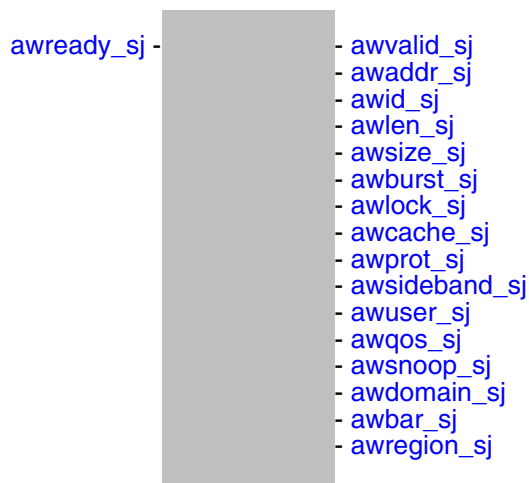 awready_sj - - awvalid_sj
- awaddr_sj
- awid_sj
- awlen_sj
- awsize_sj
- awburst_sj
- awlock_sj
- awcache_sj
- awprot_sj
- awsideband_sj
- awuser_sj
- awqos_sj
- awsnoop_sj
- awdomain_sj
- awbar_sj
- awregion_sj